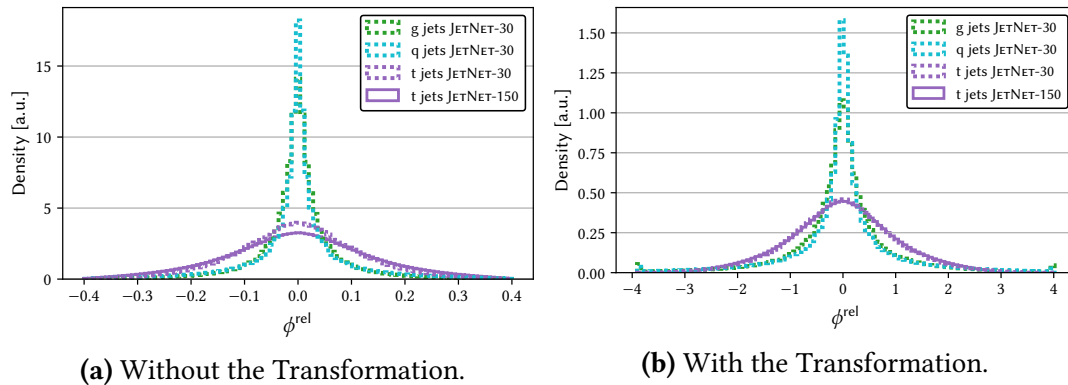 g jets JETNET-30
q jets JETNET-30
t jets JETNET-30
t jets JETNET-150
Density [a.u.]
15
10
5
0
−0.4 −0.3 −0.2 −0.1 0.0 0.1 0.2 0.3 0.4
ϕrel
(a) Without the Transformation.
g jets JETNET-30
q jets JETNET-30
t jets JETNET-30
t jets JETNET-150
Density [a.u.]
1.50
1.25
1.00
0.75
0.50
0.25
0.00
−4 −3 −2 −1 0 1 2 3 4
ϕrel
(b) With the Transformation.